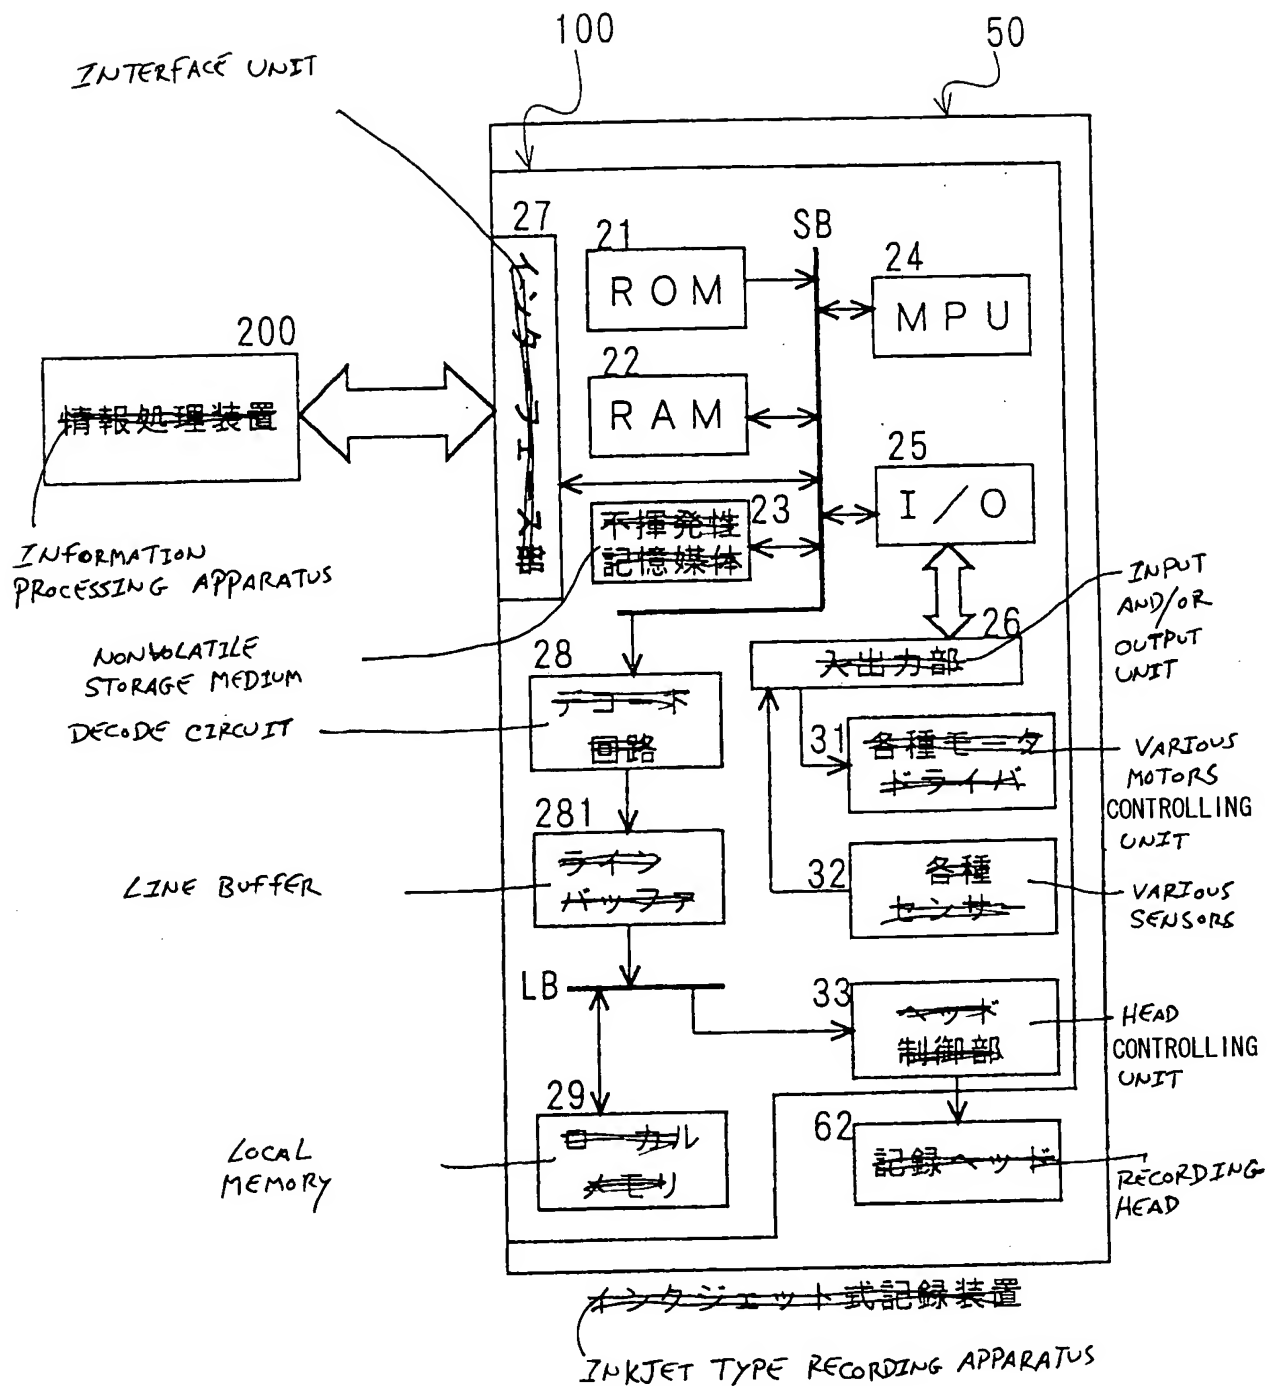 100
50
INTERFACE UNIT
27
インタフェース部
21
ROM
SB
24
MPU
200
情報処理装置
22
RAM
25
I/O
INFORMATION
PROCESSING APPARATUS
不揮発性
記憶媒体
23
INPUT
AND/OR
OUTPUT
UNIT
NONVOLATILE
STORAGE MEDIUM
26
入出力部
28
デコード
回路
DECODE CIRCUIT
31
各種モータ
ドライバ
VARIOUS
MOTORS
CONTROLLING
UNIT
281
ライン
バッファ
LINE BUFFER
32
各種
センサー
VARIOUS
SENSORS
LB
33
ヘッド
制御部
HEAD
CONTROLLING
UNIT
29
ローカル
メモリ
LOCAL
MEMORY
62
記録ヘッド
RECORDING
HEAD
インクジェット式記録装置
INKJET TYPE RECORDING APPARATUS